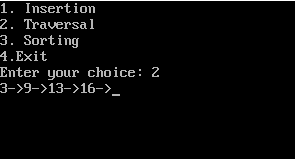 1. Insertion
2. Traversal
3. Sorting
4.Exit
Enter your choice: 2
3->9->13->16->_